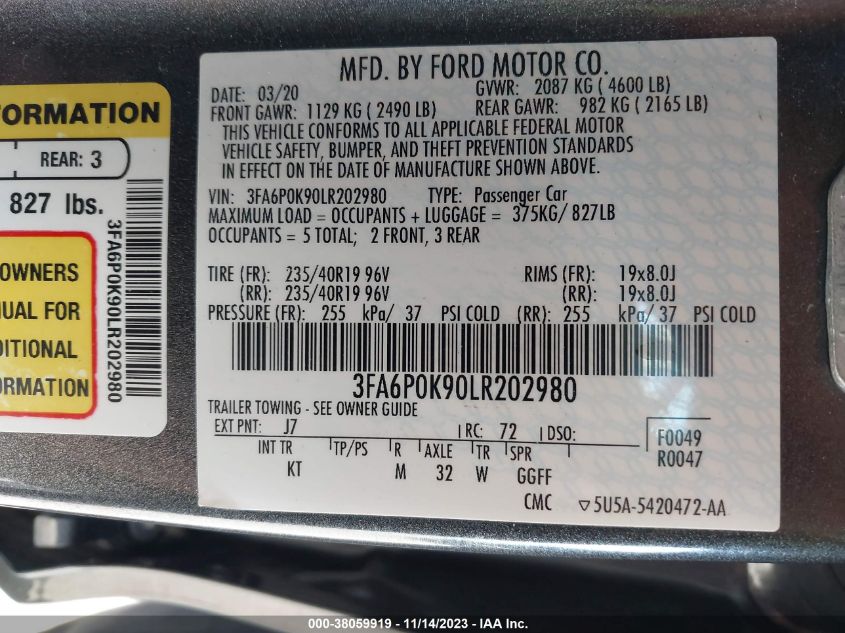 FORMATION
REAR: 3
827 lbs.
OWNERS
UAL FOR
DITIONAL
ORMATION
3FA6P0K90LR202980
MFD. BY FORD MOTOR CO.
DATE: 03/20 GVWR: 2087 KG ( 4600 LB)
FRONT GAWR: 1129 KG ( 2490 LB) REAR GAWR: 982 KG ( 2165 LB)
THIS VEHICLE CONFORMS TO ALL APPLICABLE FEDERAL MOTOR
VEHICLE SAFETY, BUMPER, AND THEFT PREVENTION STANDARDS
IN EFFECT ON THE DATE OF MANUFACTURE SHOWN ABOVE.
VIN: 3FA6P0K90LR202980 TYPE: Passenger Car
MAXIMUM LOAD = OCCUPANTS + LUGGAGE = 375KG/ 827LB
OCCUPANTS = 5 TOTAL; 2 FRONT, 3 REAR
TIRE (FR): 235/40R19 96V RIMS (FR): 19x8.0J
(RR): 235/40R19 96V (RR): 19x8.0J
PRESSURE (FR): 255 kPa/ 37 PSI COLD (RR): 255 kPa/ 37 PSI COLD
3FA6P0K90LR202980
TRAILER TOWING - SEE OWNER GUIDE
EXT PNT: J7 RC: 72 DSO: F0049
INT TR TP/PS R AXLE TR SPR R0047
KT M 32 W GGFF
CMC ▽5U5A-5420472-AA
000-38059919 - 11/14/2023 - IAA Inc.